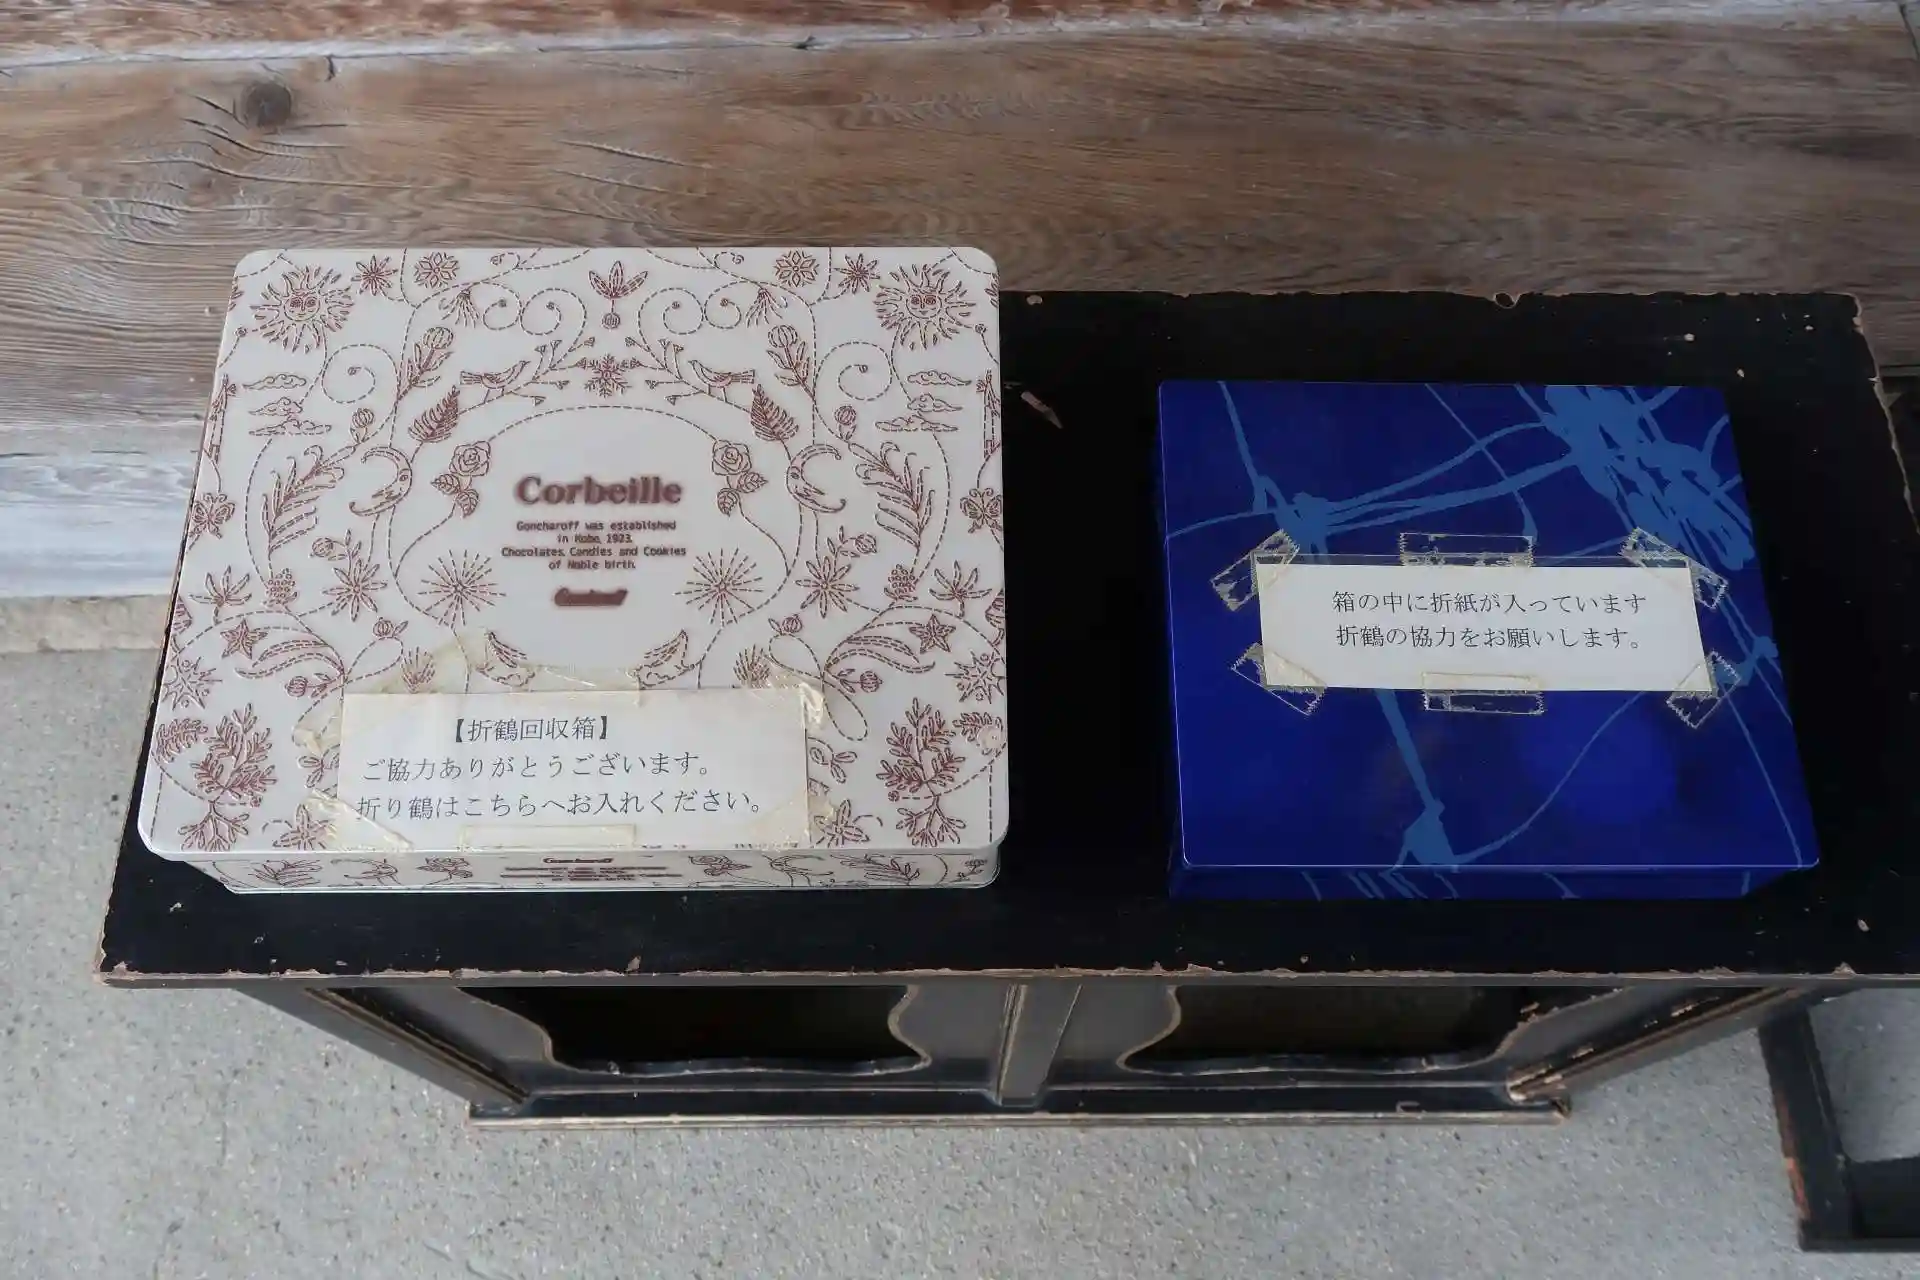 Corbeille
Goncharoff was established
in Kobe, 1923.
Chocolates, Candies and Cookies
of Noble birth.
【折鶴回収箱】
ご協力ありがとうございます。
折り鶴はこちらへお入れください。
箱の中に折紙が入っています
折鶴の協力をお願いします。